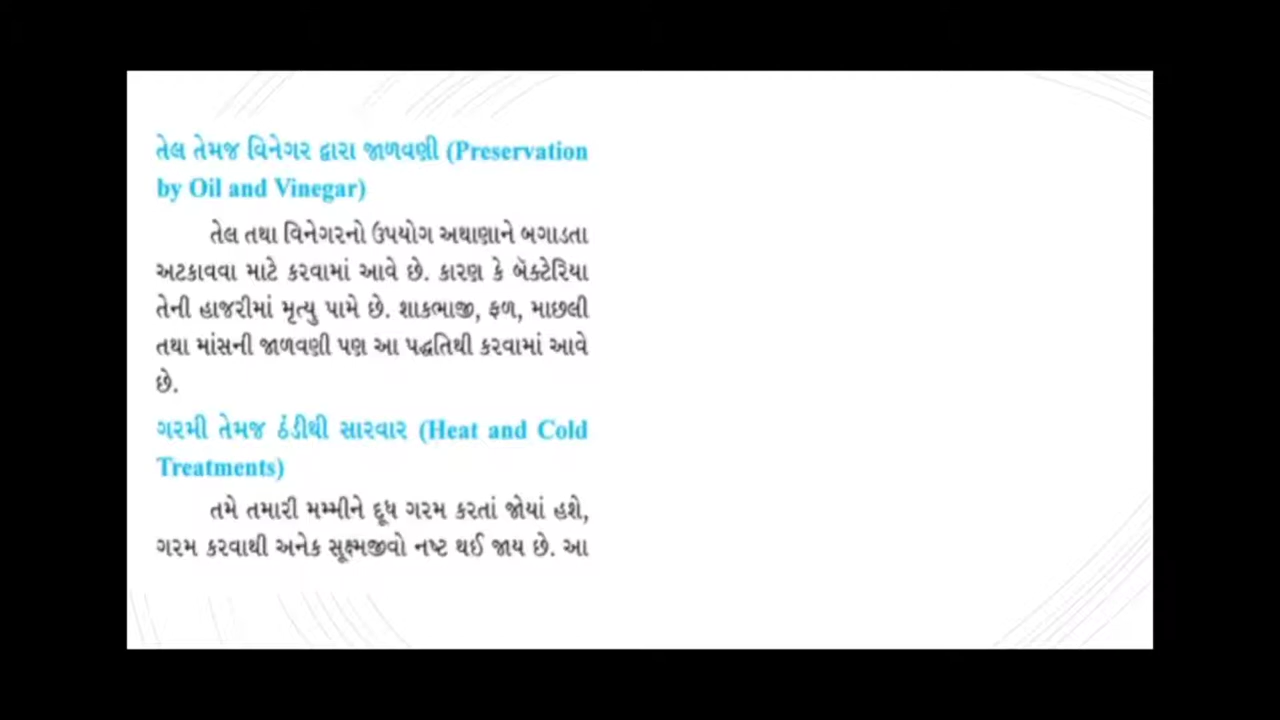 તેલ તેમજ વિનેગર દ્વારા જાળવણી (Preservation
by Oil and Vinegar)
તેલ તથા વિનેગરનો ઉપયોગ અથાણાને બગાડતા
અટકાવવા માટે કરવામાં આવે છે. કારણ કે બૅક્ટેરિયા
તેની હાજરીમાં મૃત્યુ પામે છે. શાકભાજી, ફળ, માછલી
તથા માંસની જાળવણી પણ આ પદ્ધતિથી કરવામાં આવે
છે.
ગરમી તેમજ ઠંડીથી સારવાર (Heat and Cold
Treatments)
તમે તમારી મમ્મીને દૂધ ગરમ કરતાં જોયાં હશે,
ગરમ કરવાથી અનેક સૂક્ષ્મજીવો નષ્ટ થઈ જાય છે. આ